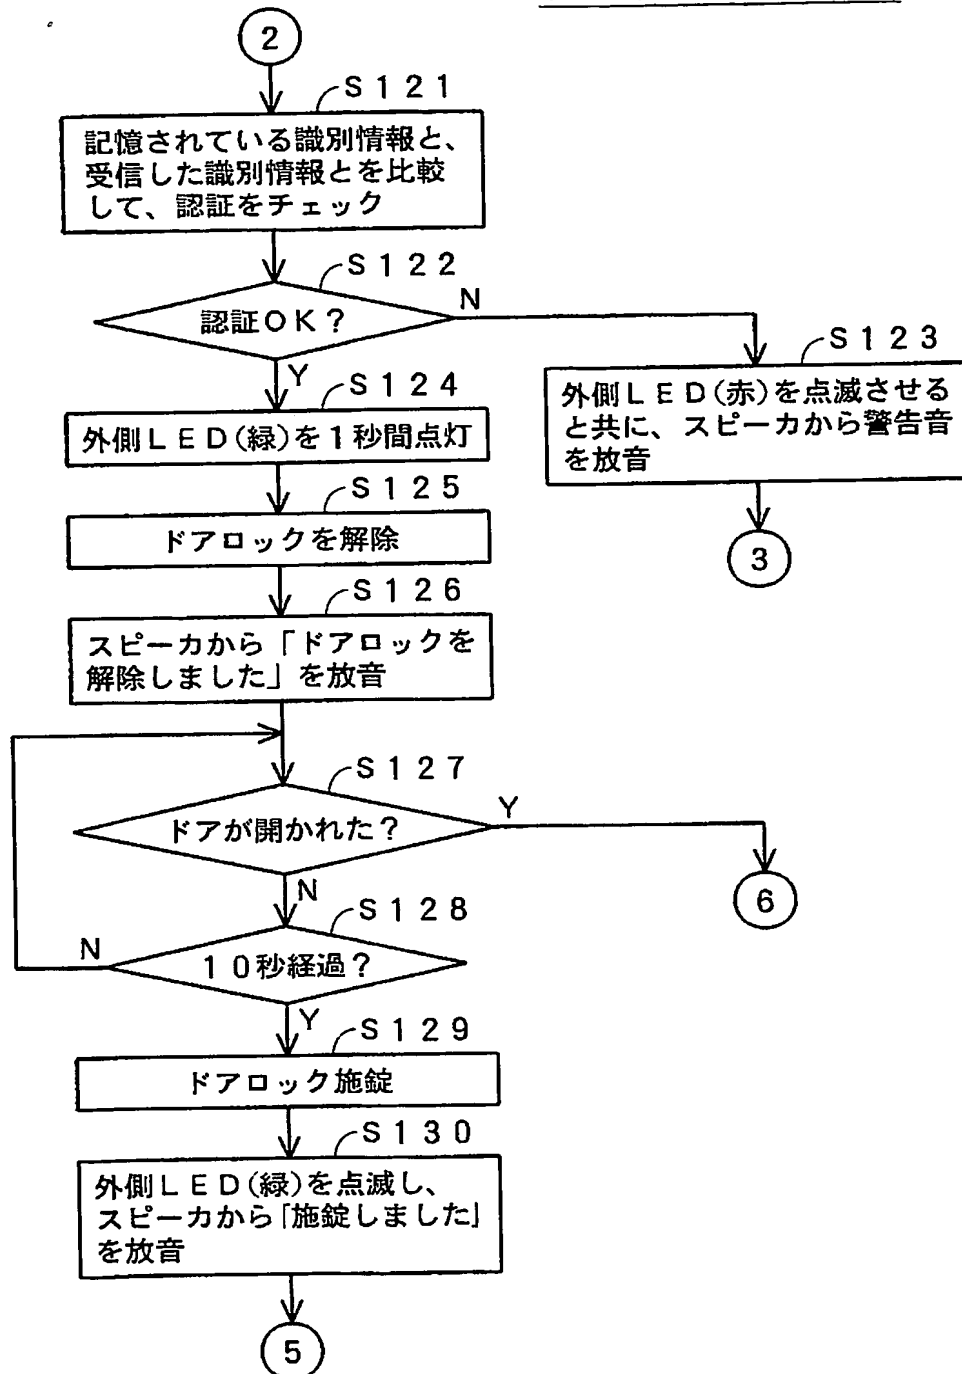 2
S121
記憶されている識別情報と、
受信した識別情報とを比較
して、認証をチェック
S122
認証OK?
N
Y
S123
外側LED(赤)を点滅させる
と共に、スピーカから警告音
を放音
3
S124
外側LED(緑)を1秒間点灯
S125
ドアロックを解除
S126
スピーカから「ドアロックを
解除しました」を放音
S127
ドアが開かれた?
Y
6
N
S128
10秒経過?
N
Y
S129
ドアロック施錠
S130
外側LED(緑)を点滅し、
スピーカから「施錠しました」
を放音
5